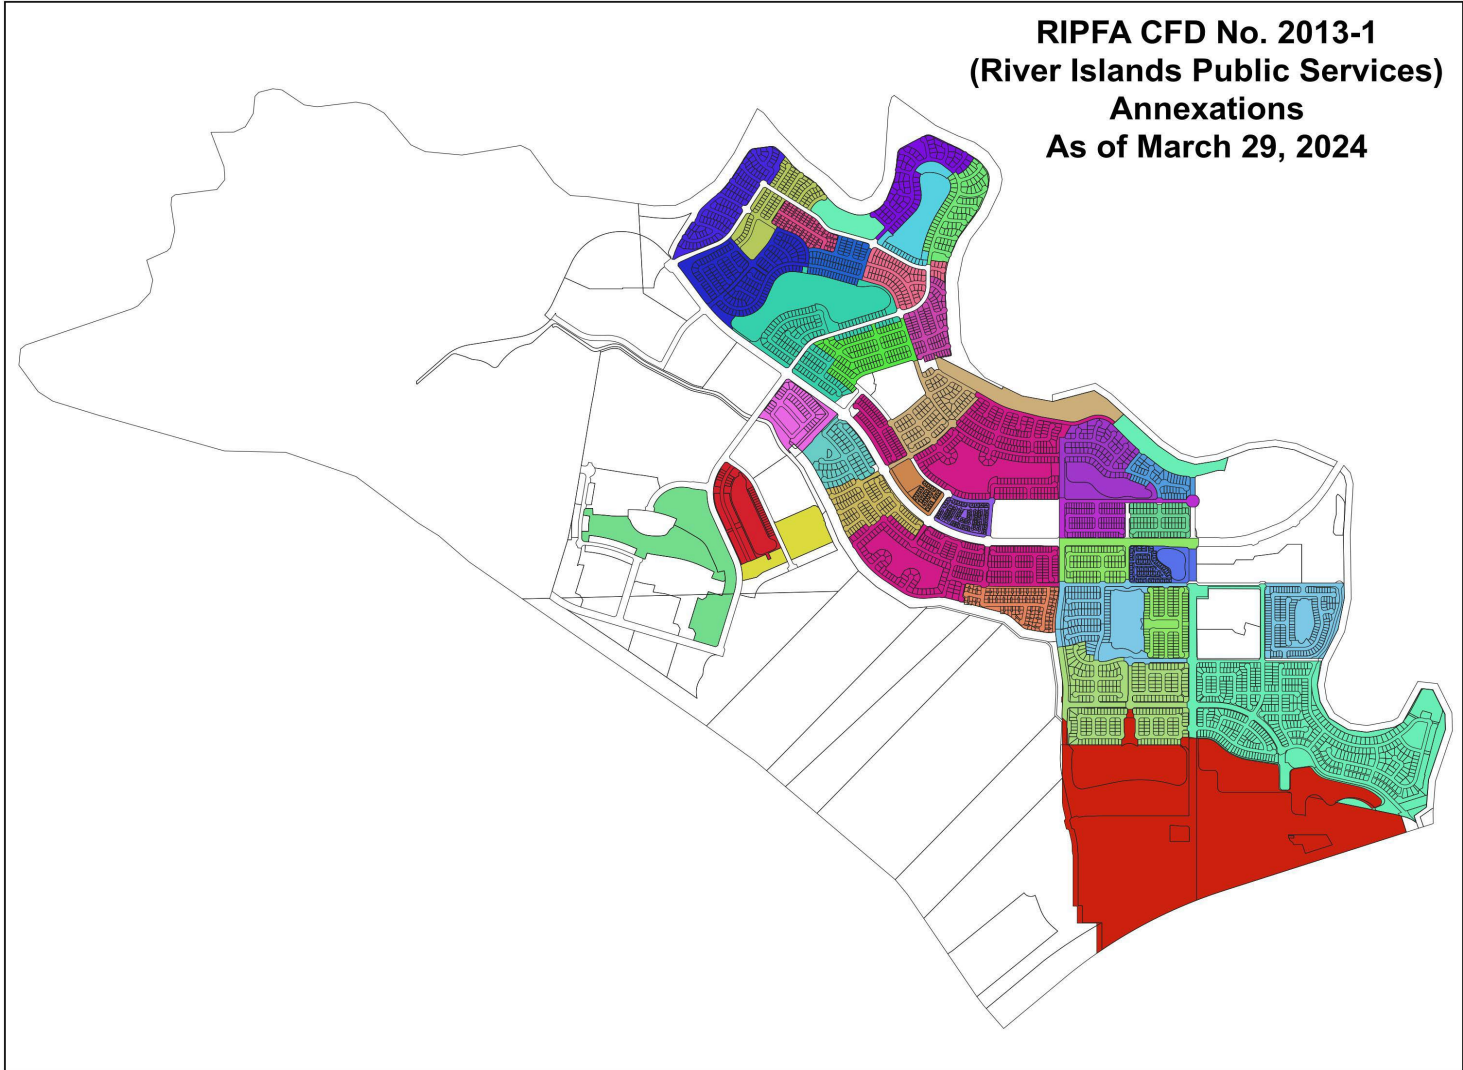 RIPFA CFD No. 2013-1
(River Islands Public Services)
Annexations
As of March 29, 2024